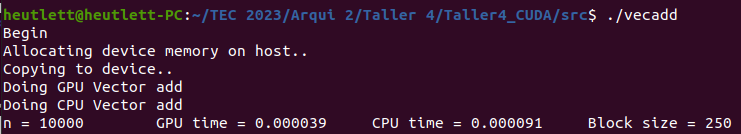 heutlett@heutlett-PC:~/TEC 2023/Arqui 2/Taller 4/Taller4_CUDA/src$ ./vecadd
Begin
Allocating device memory on host..
Copying to device..
Doing GPU Vector add
Doing CPU Vector add
n = 10000 GPU time = 0.000039 CPU time = 0.000091 Block size = 250